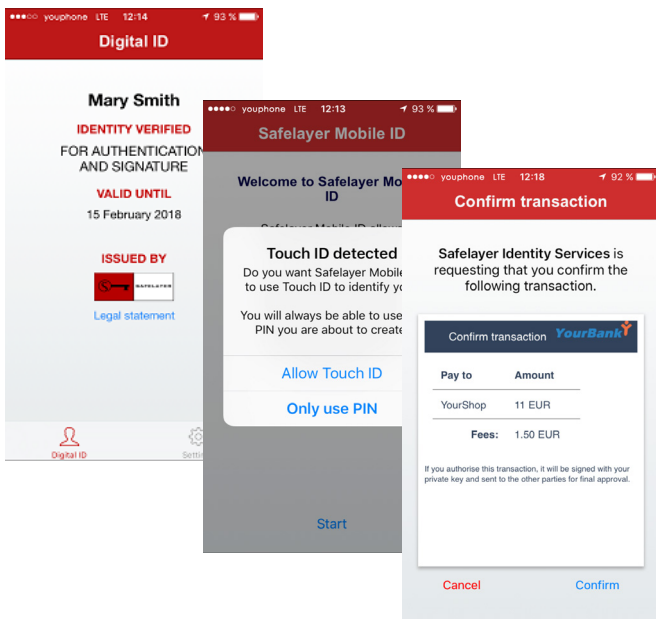 youphone LTE 12:14 93 %
Digital ID
Mary Smith
IDENTITY VERIFIED
FOR AUTHENTICATION
AND SIGNATURE
VALID UNTIL
15 February 2018
ISSUED BY
SAFELAYER
Legal statement
Digital ID
youphone LTE 12:13 93 %
Safelayer Mobile ID
Welcome to Safelayer
ID
Safelayer Mobile ID
Touch ID detected
Do you want Safelayer Mobile
to use Touch ID to identify
You will always be able to use
PIN you are about to create
Allow Touch ID
Only use PIN
Start
youphone LTE 12:18 92 %
Confirm transaction
Safelayer Identity Services is
requesting that you confirm the
following transaction.
Confirm transaction YourBank
Pay to Amount
YourShop 11 EUR
Fees: 1.50 EUR
If you authorise this transaction, it will be signed with your
private key and sent to the other parties for final approval.
Cancel Confirm